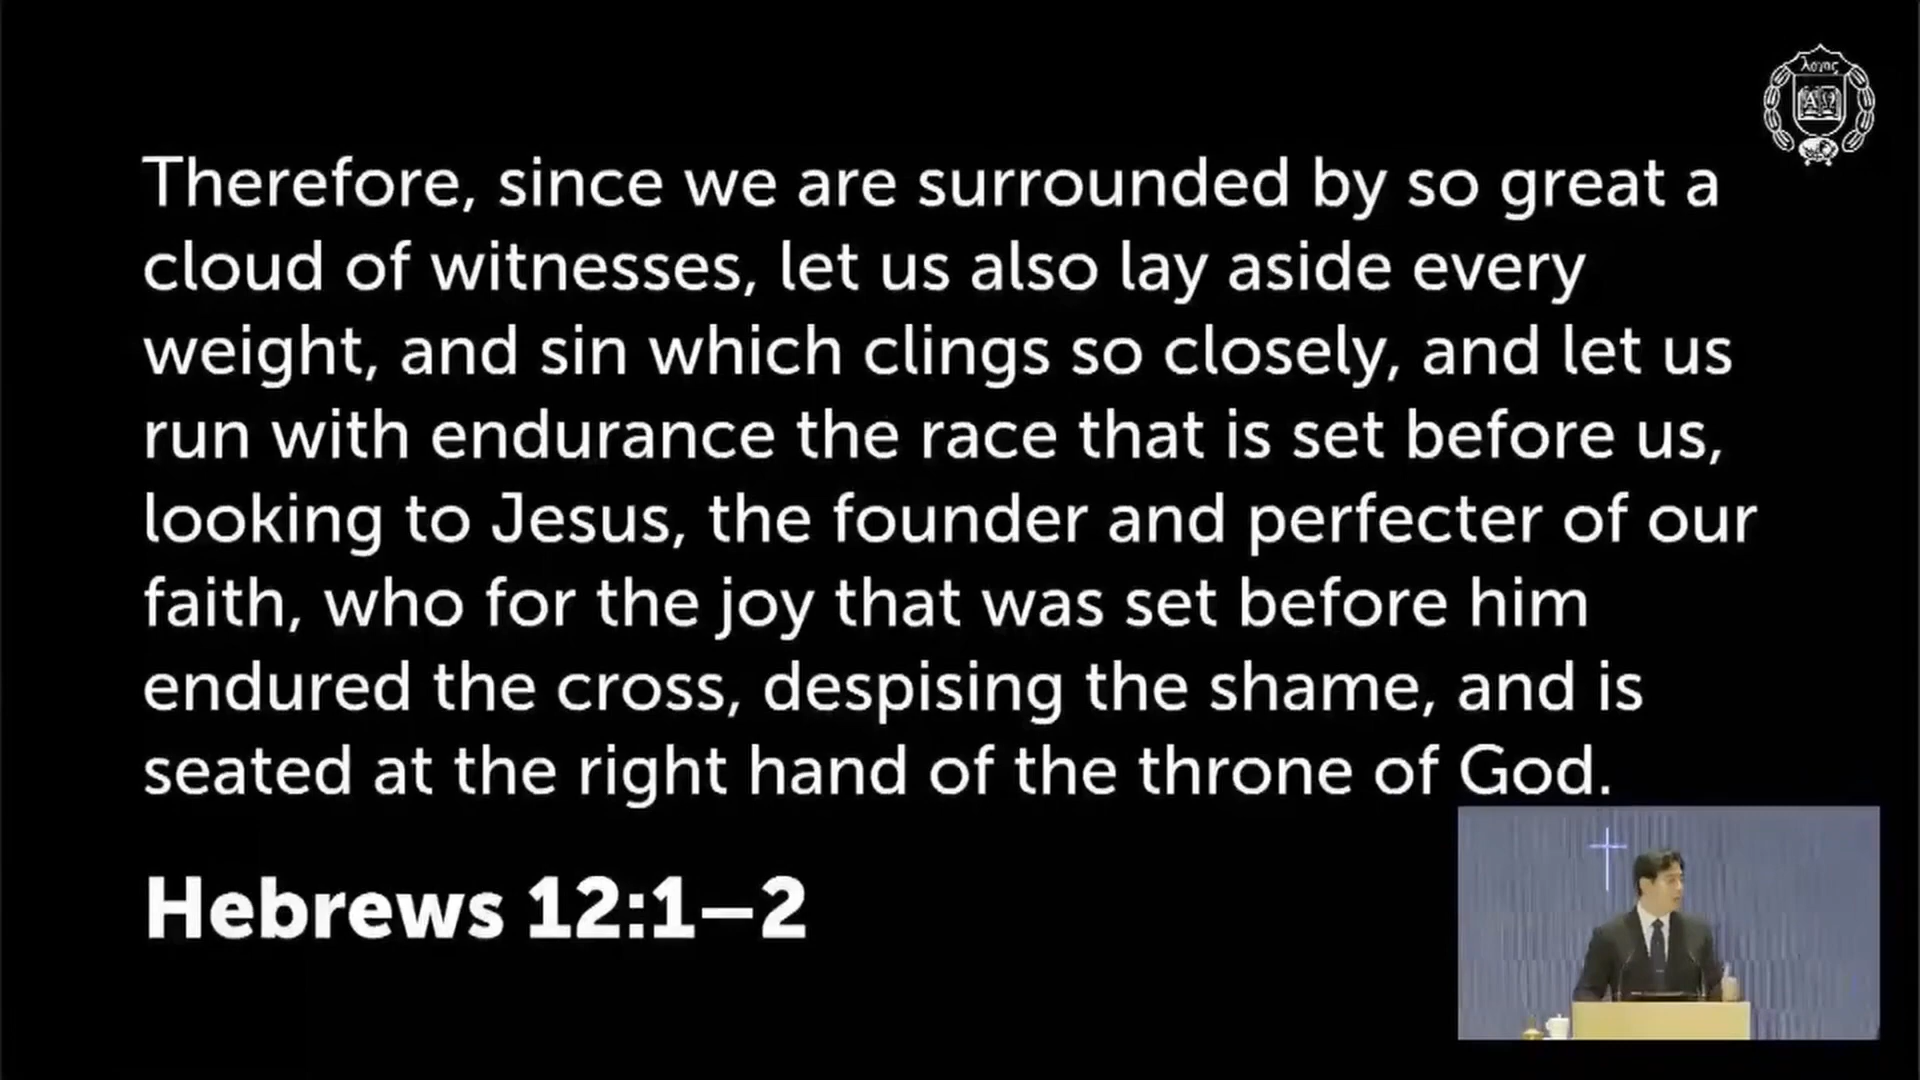 λόγος
Α Ω
Therefore, since we are surrounded by so great a
cloud of witnesses, let us also lay aside every
weight, and sin which clings so closely, and let us
run with endurance the race that is set before us,
looking to Jesus, the founder and perfecter of our
faith, who for the joy that was set before him
endured the cross, despising the shame, and is
seated at the right hand of the throne of God.
Hebrews 12:1–2